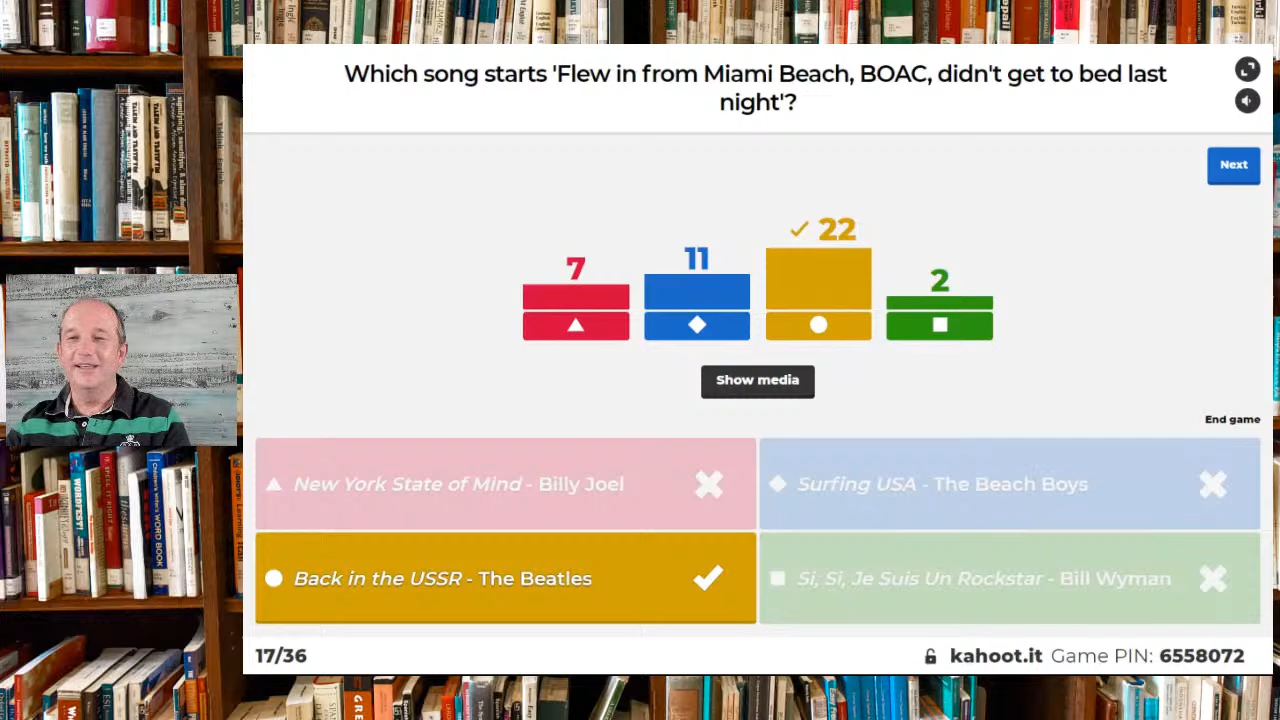 Which song starts 'Flew in from Miami Beach, BOAC, didn't get to bed last
night'?
Next
7
11
22
2
Show media
End game
New York State of Mind - Billy Joel
Surfing USA - The Beach Boys
Back in the USSR - The Beatles
Si, Si, Je Suis Un Rockstar - Bill Wyman
17/36
kahoot.it Game PIN: 6558072